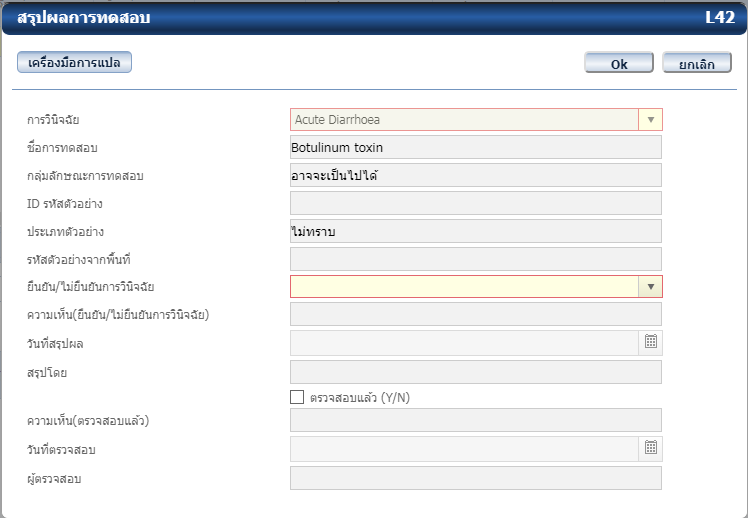 สรุปผลการทดสอบ L42
เครื่องมือการแปล Ok ยกเลิก
การวินิจฉัย Acute Diarrhoea
ชื่อการทดสอบ Botulinum toxin
กลุ่มลักษณะการทดสอบ อาจจะเป็นไปได้
ID รหัสตัวอย่าง
ประเภทตัวอย่าง ไม่ทราบ
รหัสตัวอย่างจากพื้นที่
ยืนยัน/ไม่ยืนยันการวินิจฉัย
ความเห็น(ยืนยัน/ไม่ยืนยันการวินิจฉัย)
วันที่สรุปผล
สรุปโดย
ตรวจสอบแล้ว (Y/N)
ความเห็น(ตรวจสอบแล้ว)
วันที่ตรวจสอบ
ผู้ตรวจสอบ